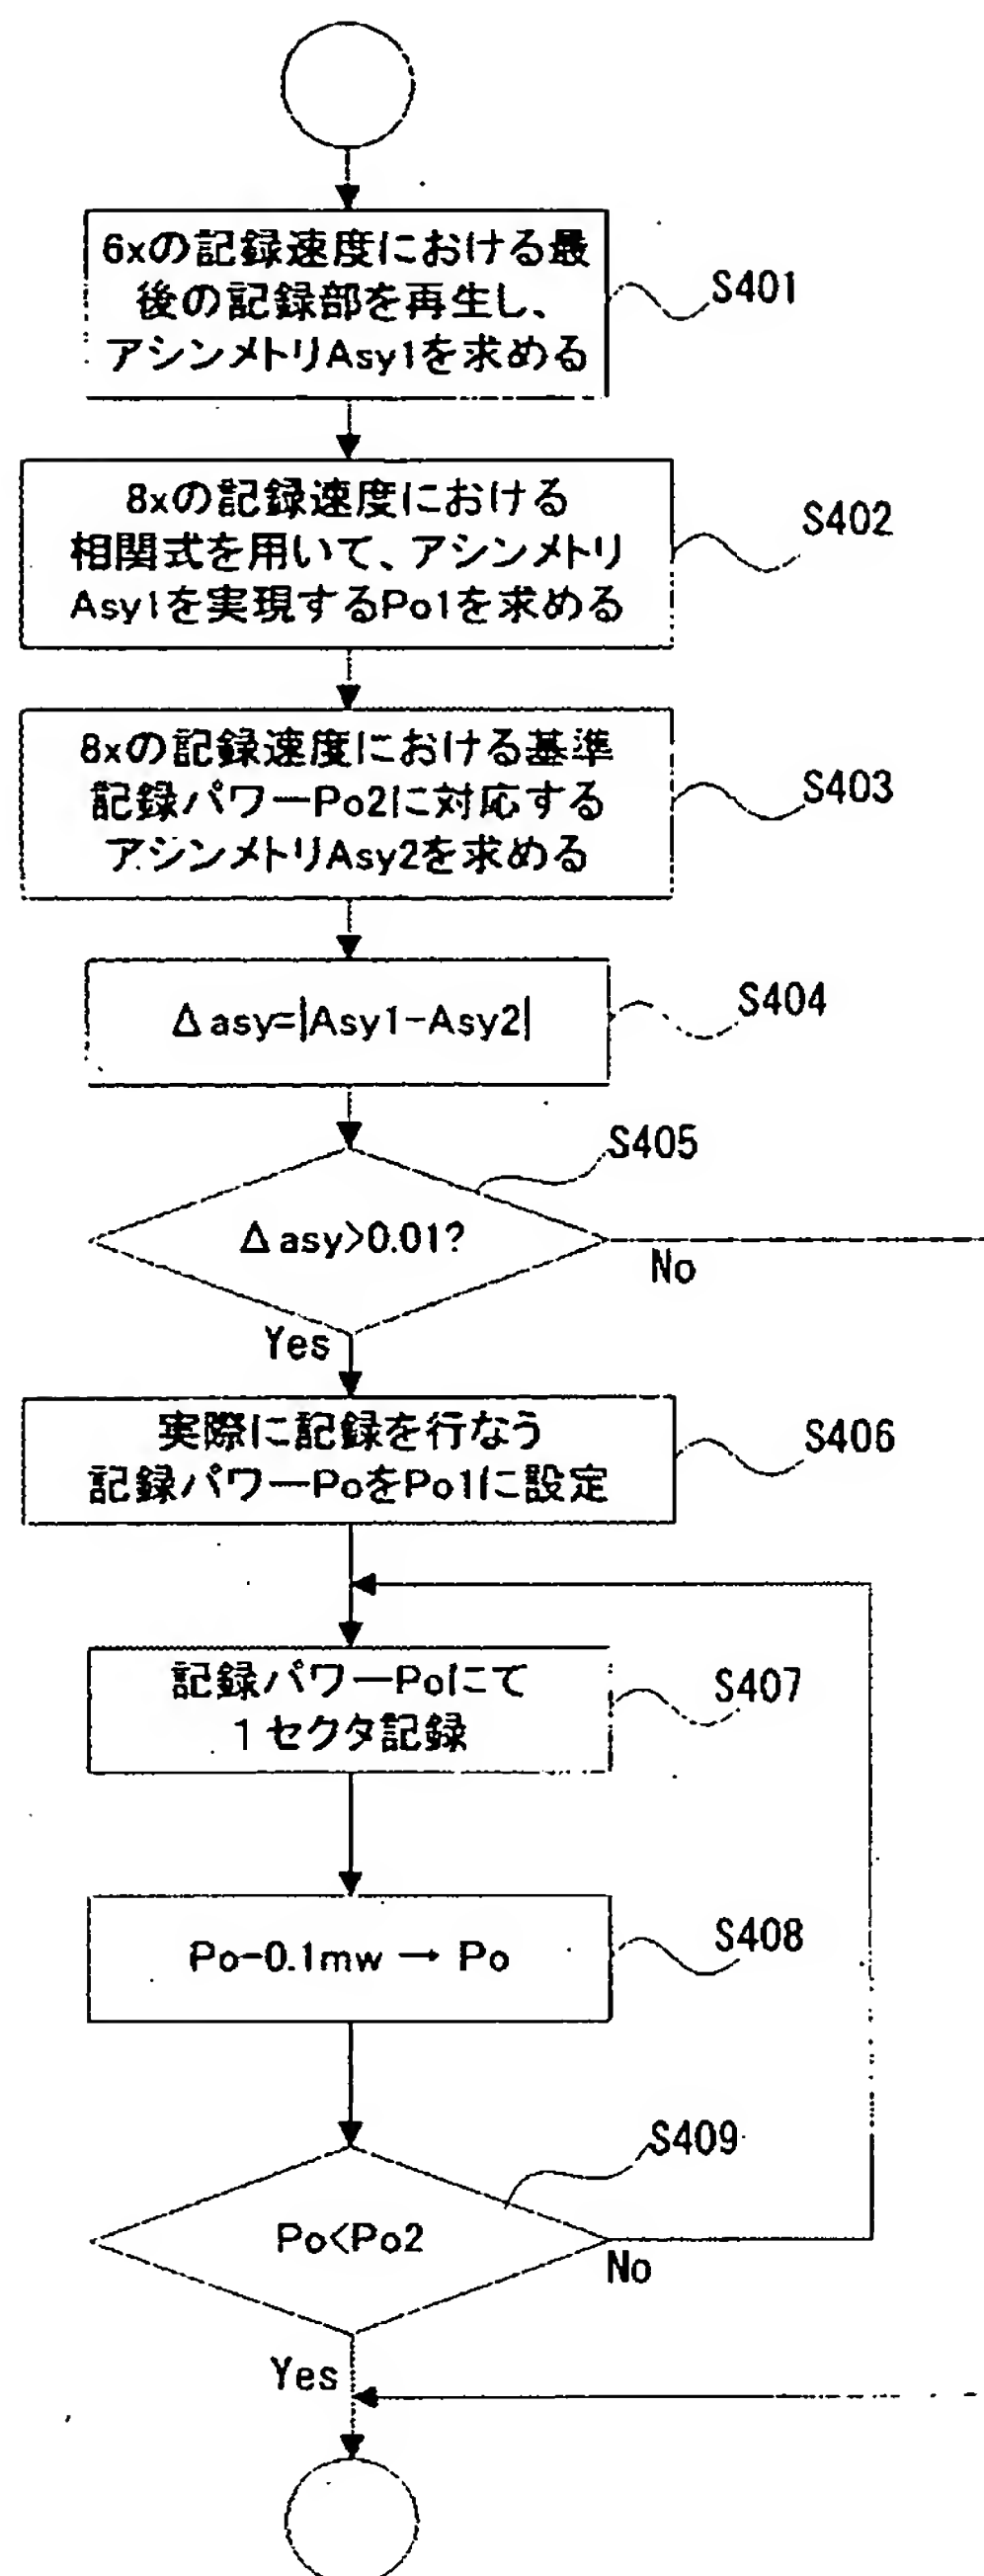 6xの記録速度における最
後の記録部を再生し、
アシンメトリAsy1を求める
S401
8xの記録速度における
相関式を用いて、アシンメトリ
Asy1を実現するPo1を求める
S402
8xの記録速度における基準
記録パワーPo2に対応する
アシンメトリAsy2を求める
S403
Δasy=|Asy1-Asy2|
S404
S405
Δasy>0.01?
No
Yes
実際に記録を行なう
記録パワーPoをPo1に設定
S406
記録パワーPoにて
1セクタ記録
S407
Po-0.1mw → Po
S408
S409
Po<Po2
No
Yes